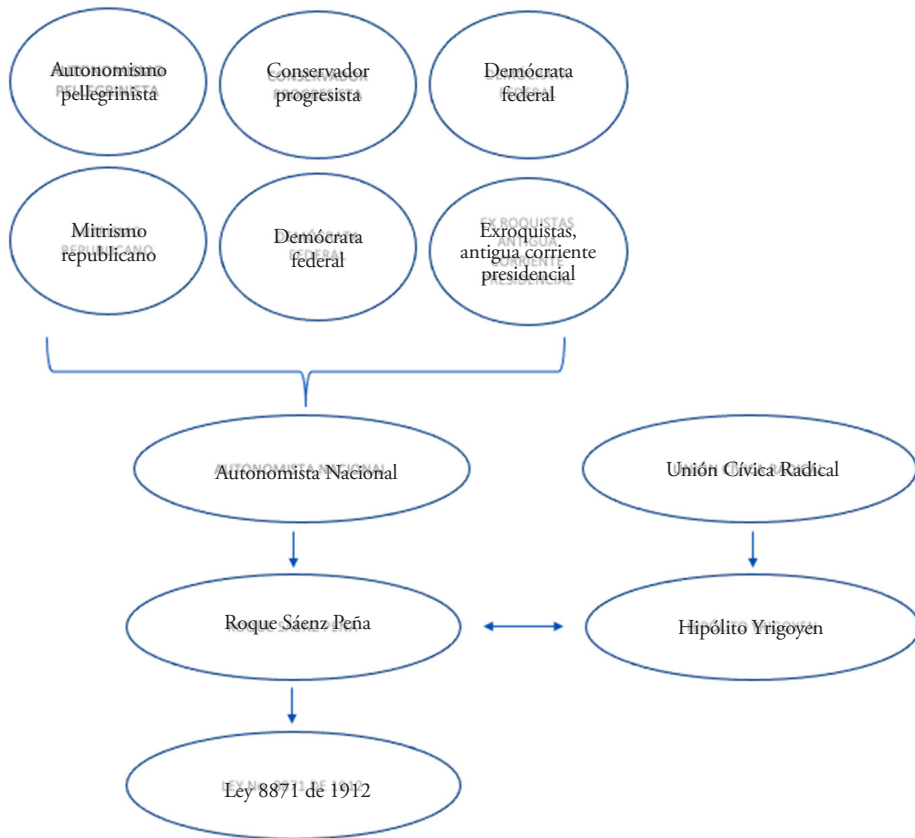 Autonomismo
pellegrinista
Conservador
progresista
Demócrata
federal
Mitrismo
republicano
Demócrata
federal
Exroquistas,
antigua corriente
presidencial
Autonomista Nacional
Unión Cívica Radical
Roque Sáenz Peña
Hipólito Yrigoyen
Ley 8871 de 1912